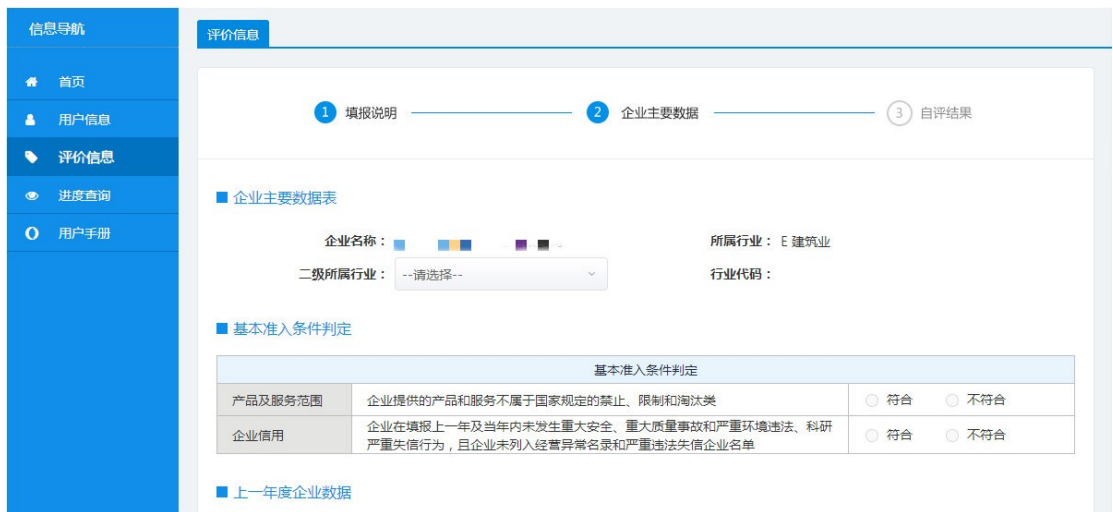 信息导航
首页
用户信息
评价信息
进度查询
用户手册
评价信息
1 填报说明 2 企业主要数据 3 自评结果
企业主要数据表
企业名称： 所属行业： E 建筑业
二级所属行业： --请选择-- 行业代码：
基本准入条件判定
基本准入条件判定
产品及服务范围 企业提供的产品和服务不属于国家规定的禁止、限制和淘汰类 符合 不符合
企业信用 企业在填报上一年及当年内未发生重大安全、重大质量事故和严重环境违法、科研
严重失信行为，且企业未列入经营异常名录和严重违法失信企业名单 符合 不符合
上一年度企业数据